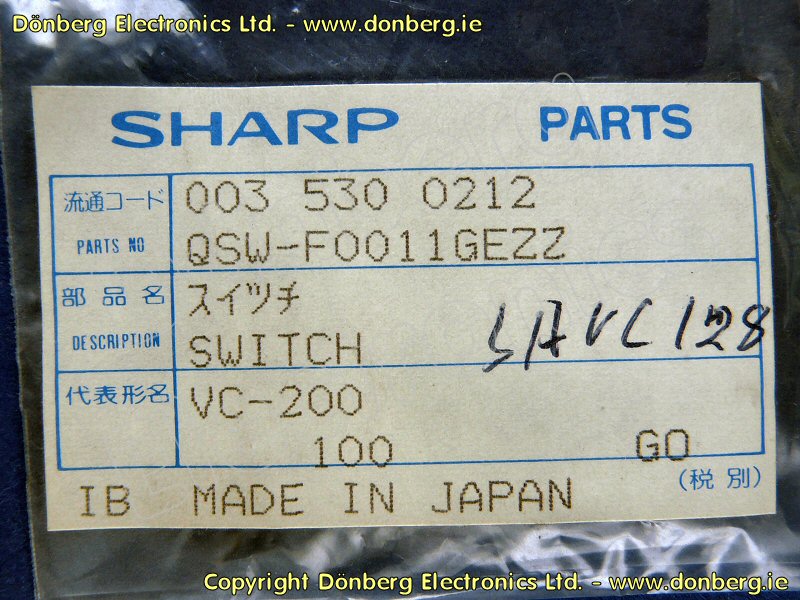 Dönberg Electronics Ltd. - www.donberg.ie
SHARP PARTS
流通コード 003 530 0212
PARTS NO QSW-F0011GEZZ
部品名 スイツチ
DESCRIPTION SWITCH
SAVC128
代表形名 VC-200
100 GO
(税別)
IB MADE IN JAPAN
Copyright Dönberg Electronics Ltd. - www.donberg.ie